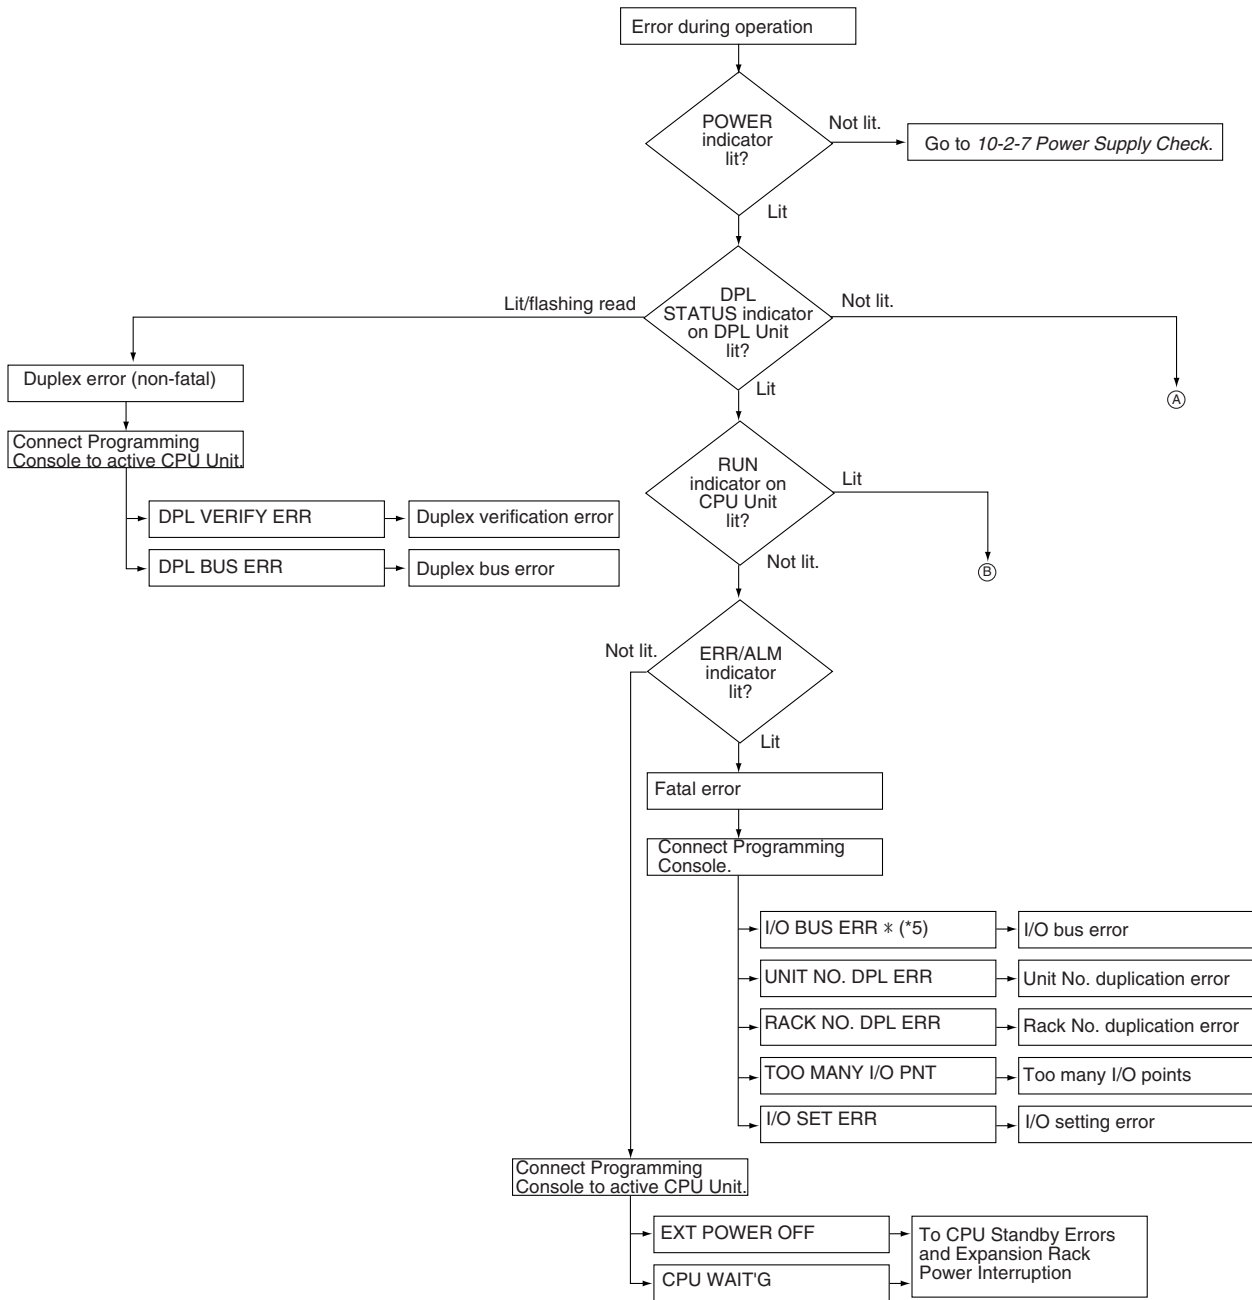 Error during operation
POWER
indicator
lit?
Not lit.
Go to 10-2-7 Power Supply Check.
Lit
DPL
STATUS indicator
on DPL Unit
lit?
Lit/flashing read
Not lit.
Duplex error (non-fatal)
Lit
A
Connect Programming
Console to active CPU Unit.
RUN
indicator on
CPU Unit
lit?
Lit
DPL VERIFY ERR
Duplex verification error
DPL BUS ERR
Duplex bus error
Not lit.
B
Not lit.
ERR/ALM
indicator
lit?
Lit
Fatal error
Connect Programming
Console.
I/O BUS ERR * (*5)
I/O bus error
UNIT NO. DPL ERR
Unit No. duplication error
RACK NO. DPL ERR
Rack No. duplication error
TOO MANY I/O PNT
Too many I/O points
I/O SET ERR
I/O setting error
Connect Programming
Console to active CPU Unit.
EXT POWER OFF
CPU WAIT'G
To CPU Standby Errors
and Expansion Rack
Power Interruption